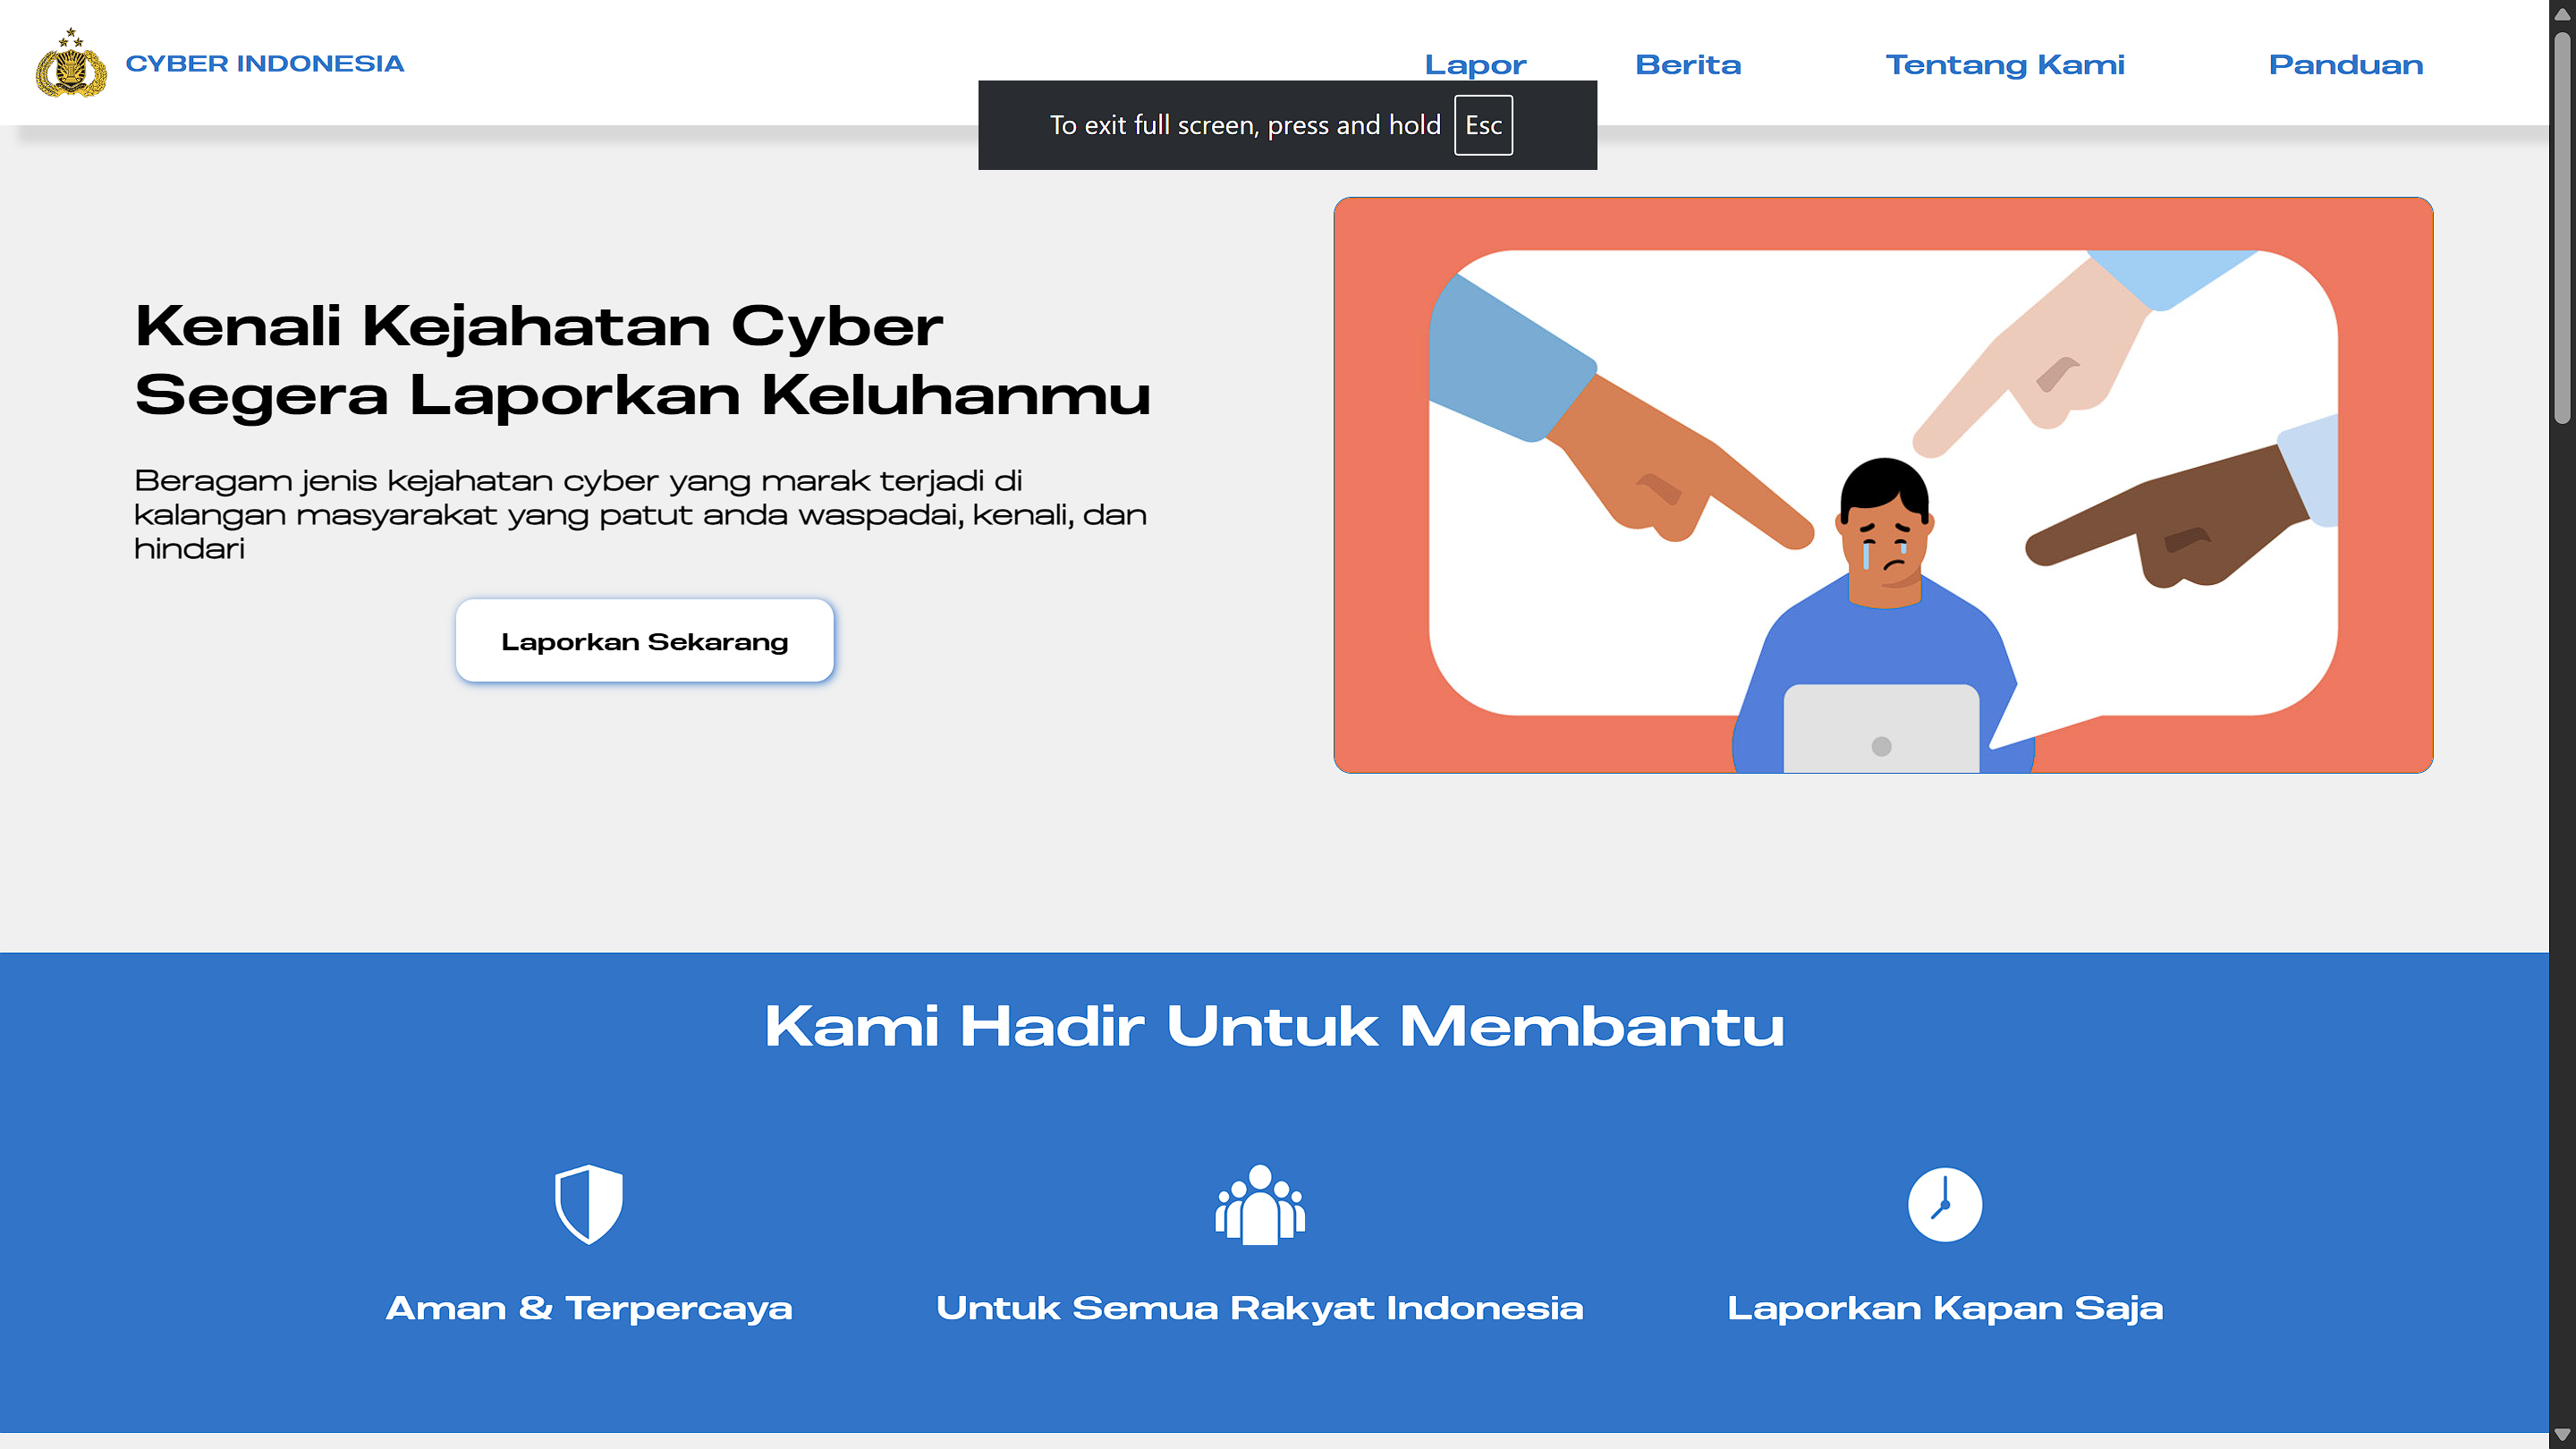 CYBER INDONESIA
Lapor
Berita
Tentang Kami
Panduan
To exit full screen, press and hold Esc
Kenali Kejahatan Cyber
Segera Laporkan Keluhanmu
Beragam jenis kejahatan cyber yang marak terjadi di
kalangan masyarakat yang patut anda waspadai, kenali, dan
hindari
Laporkan Sekarang
Kami Hadir Untuk Membantu
Aman & Terpercaya
Untuk Semua Rakyat Indonesia
Laporkan Kapan Saja